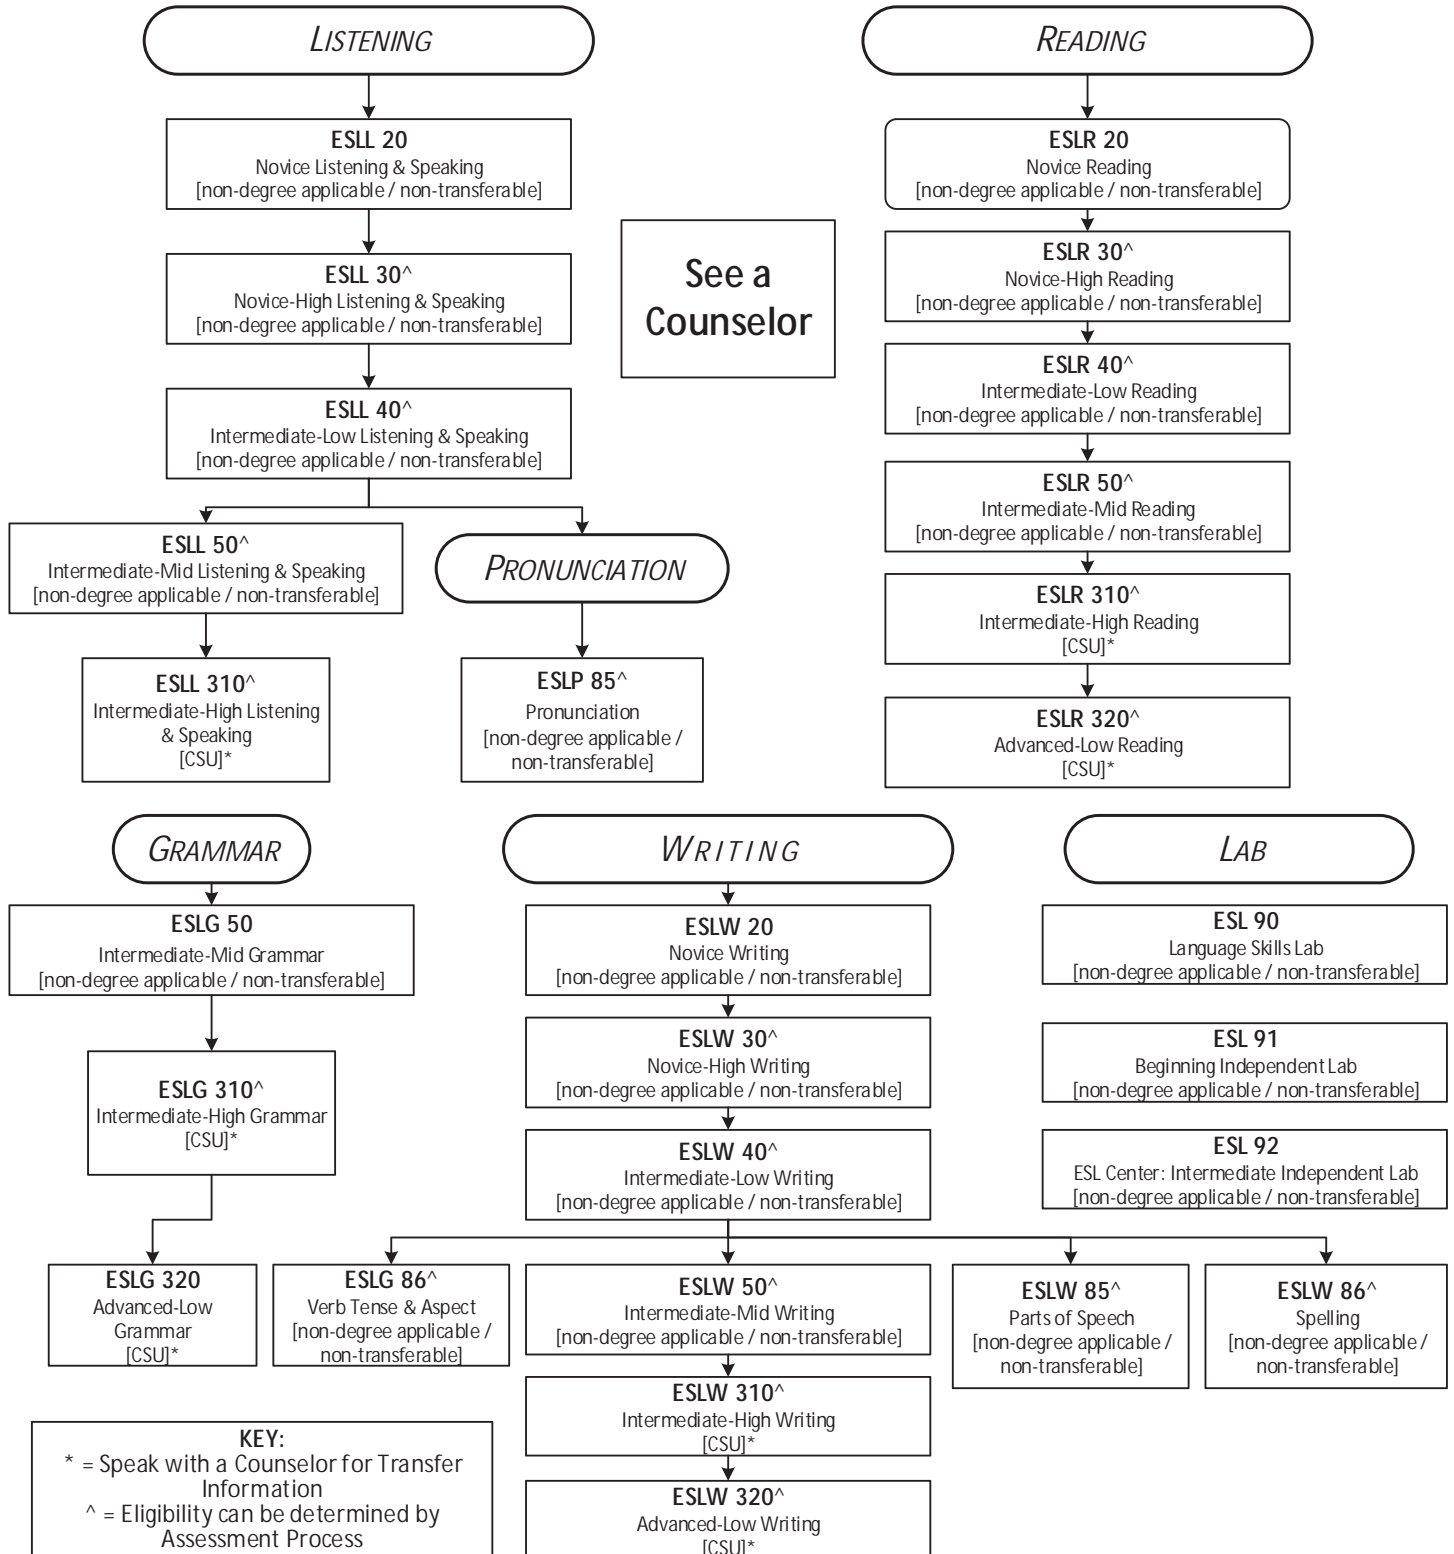 LISTENING
ESLL 20
Novice Listening & Speaking
[non-degree applicable / non-transferable]
ESLL 30^
Novice-High Listening & Speaking
[non-degree applicable / non-transferable]
ESLL 40^
Intermediate-Low Listening & Speaking
[non-degree applicable / non-transferable]
ESLL 50^
Intermediate-Mid Listening & Speaking
[non-degree applicable / non-transferable]
ESLL 310^
Intermediate-High Listening
& Speaking
[CSU]*
PRONUNCIATION
ESLP 85^
Pronunciation
[non-degree applicable /
non-transferable]
See a
Counselor
READING
ESLR 20
Novice Reading
[non-degree applicable / non-transferable]
ESLR 30^
Novice-High Reading
[non-degree applicable / non-transferable]
ESLR 40^
Intermediate-Low Reading
[non-degree applicable / non-transferable]
ESLR 50^
Intermediate-Mid Reading
[non-degree applicable / non-transferable]
ESLR 310^
Intermediate-High Reading
[CSU]*
ESLR 320^
Advanced-Low Reading
[CSU]*
GRAMMAR
ESLG 50
Intermediate-Mid Grammar
[non-degree applicable / non-transferable]
ESLG 310^
Intermediate-High Grammar
[CSU]*
ESLG 320
Advanced-Low
Grammar
[CSU]*
WRITING
ESLW 20
Novice Writing
[non-degree applicable / non-transferable]
ESLW 30^
Novice-High Writing
[non-degree applicable / non-transferable]
ESLW 40^
Intermediate-Low Writing
[non-degree applicable / non-transferable]
ESLG 86^
Verb Tense & Aspect
[non-degree applicable /
non-transferable]
ESLW 50^
Intermediate-Mid Writing
[non-degree applicable / non-transferable]
ESLW 85^
Parts of Speech
[non-degree applicable /
non-transferable]
ESLW 86^
Spelling
[non-degree applicable /
non-transferable]
ESLW 310^
Intermediate-High Writing
[CSU]*
ESLW 320^
Advanced-Low Writing
[CSU]*
LAB
ESL 90
Language Skills Lab
[non-degree applicable / non-transferable]
ESL 91
Beginning Independent Lab
[non-degree applicable / non-transferable]
ESL 92
ESL Center: Intermediate Independent Lab
[non-degree applicable / non-transferable]
KEY:
* = Speak with a Counselor for Transfer
Information
^ = Eligibility can be determined by
Assessment Process